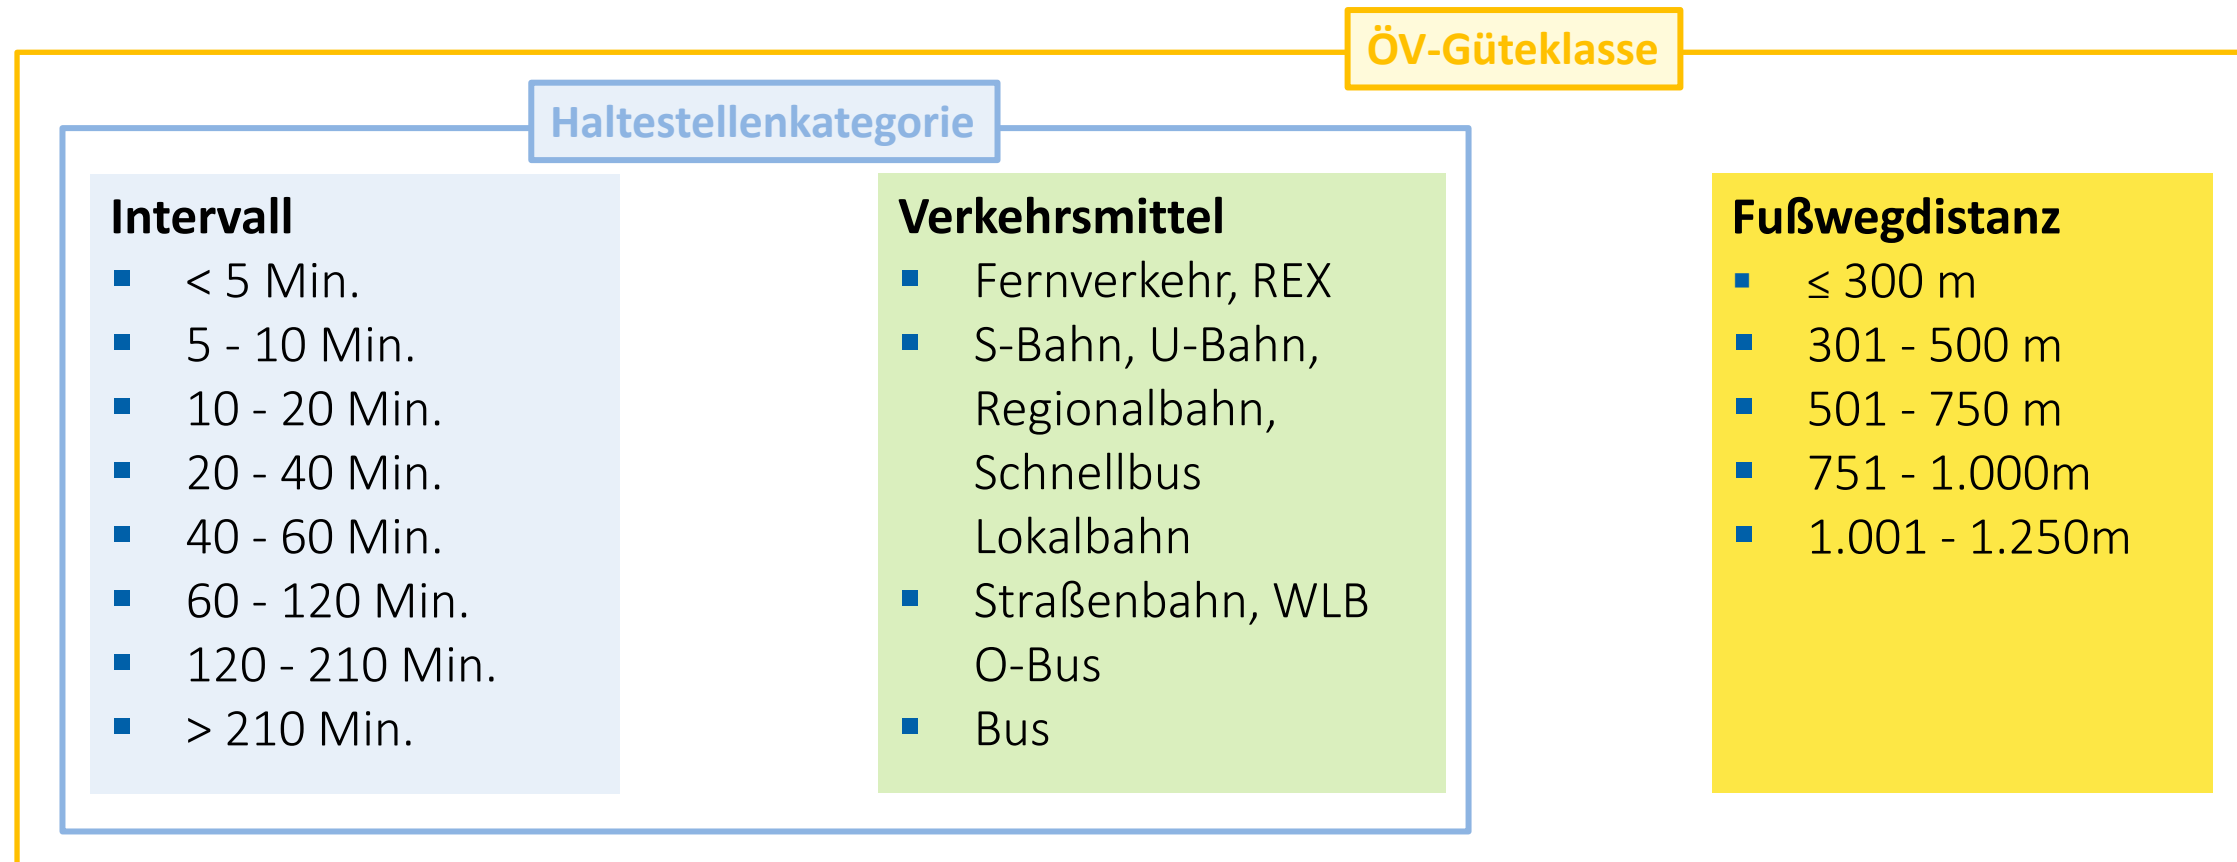 ÖV-Güteklasse
Haltestellenkategorie
Intervall
< 5 Min.
5 - 10 Min.
10 - 20 Min.
20 - 40 Min.
40 - 60 Min.
60 - 120 Min.
120 - 210 Min.
> 210 Min.
Verkehrsmittel
Fernverkehr, REX
S-Bahn, U-Bahn,
Regionalbahn,
Schnellbus
Lokalbahn
Straßenbahn, WLB
O-Bus
Bus
Fußwegdistanz
≤ 300 m
301 - 500 m
501 - 750 m
751 - 1.000m
1.001 - 1.250m